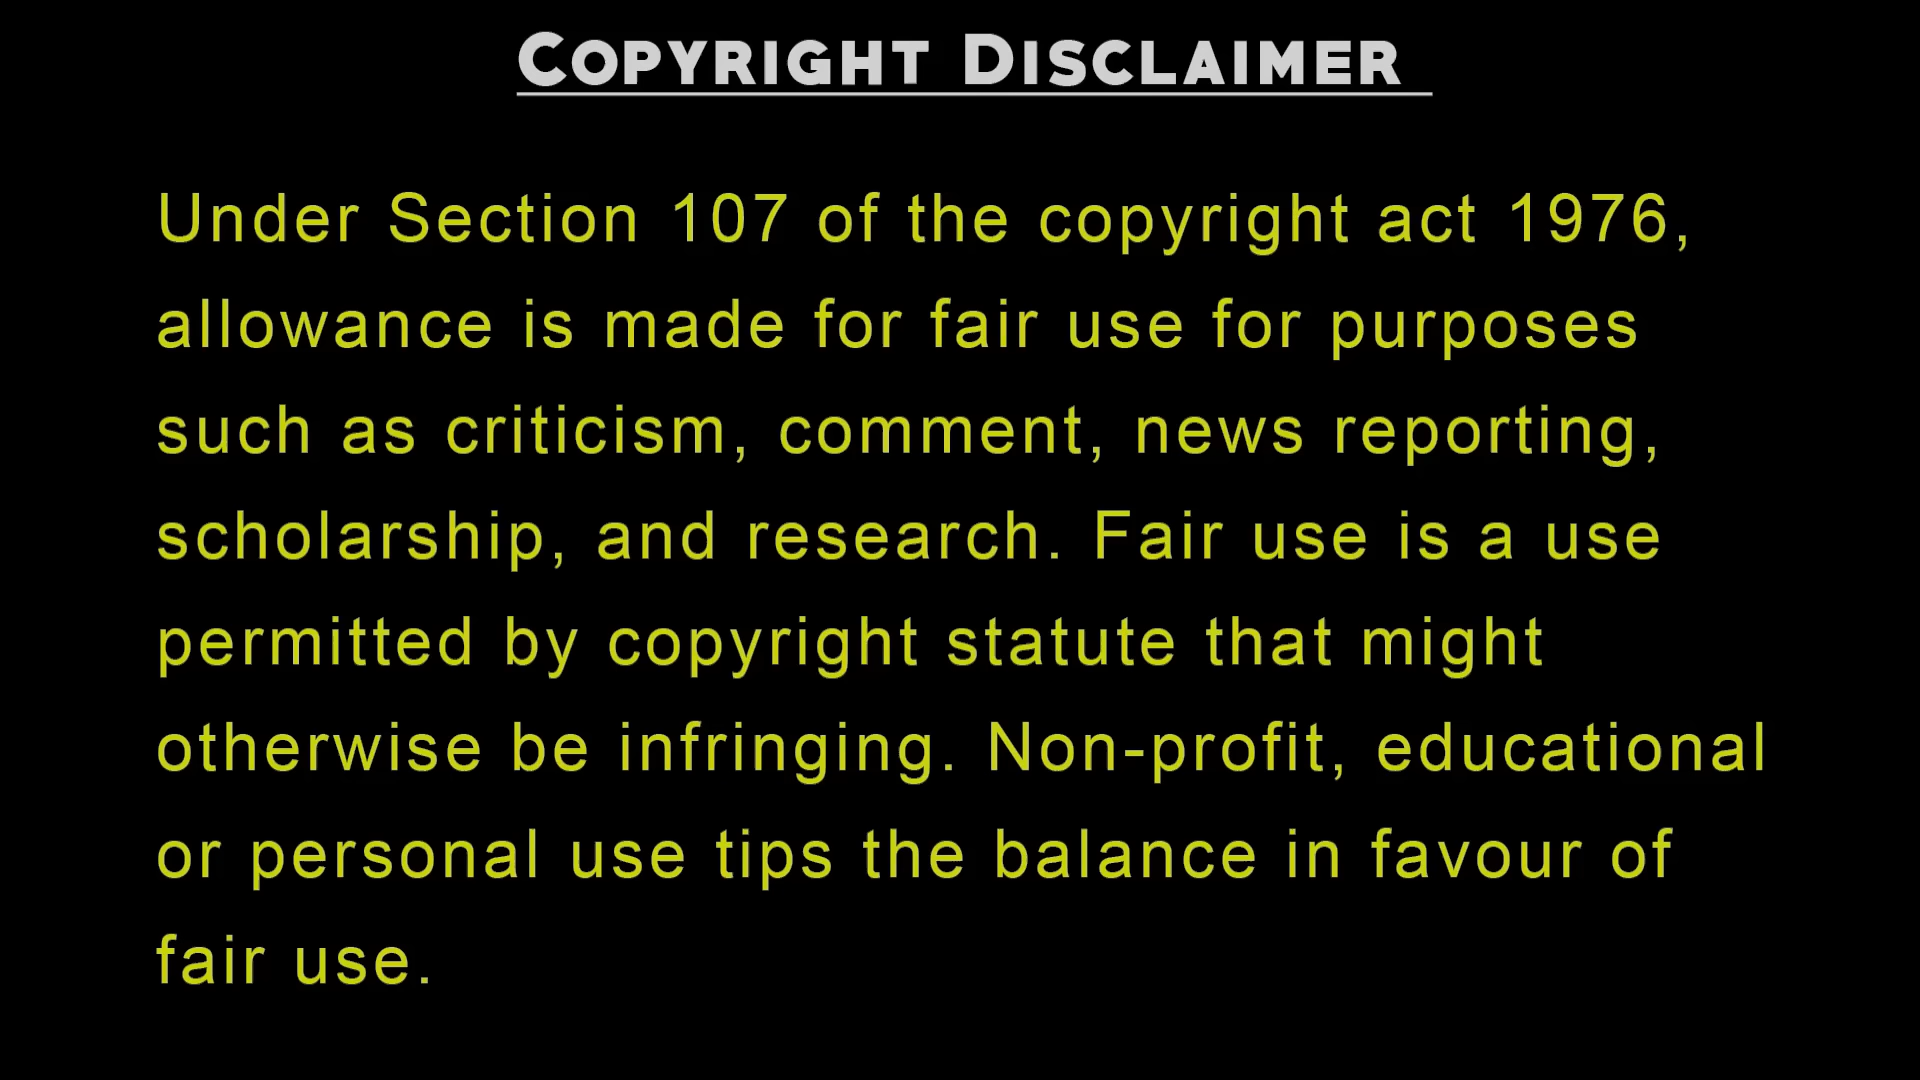 Copyright Disclaimer
Under Section 107 of the copyright act 1976,
allowance is made for fair use for purposes
such as criticism, comment, news reporting,
scholarship, and research. Fair use is a use
permitted by copyright statute that might
otherwise be infringing. Non-profit, educational
or personal use tips the balance in favour of
fair use.